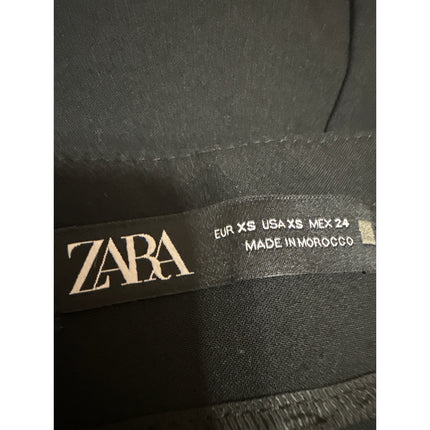 ZARA
EUR XS USA XS MEX 24
MADE IN MOROCCO